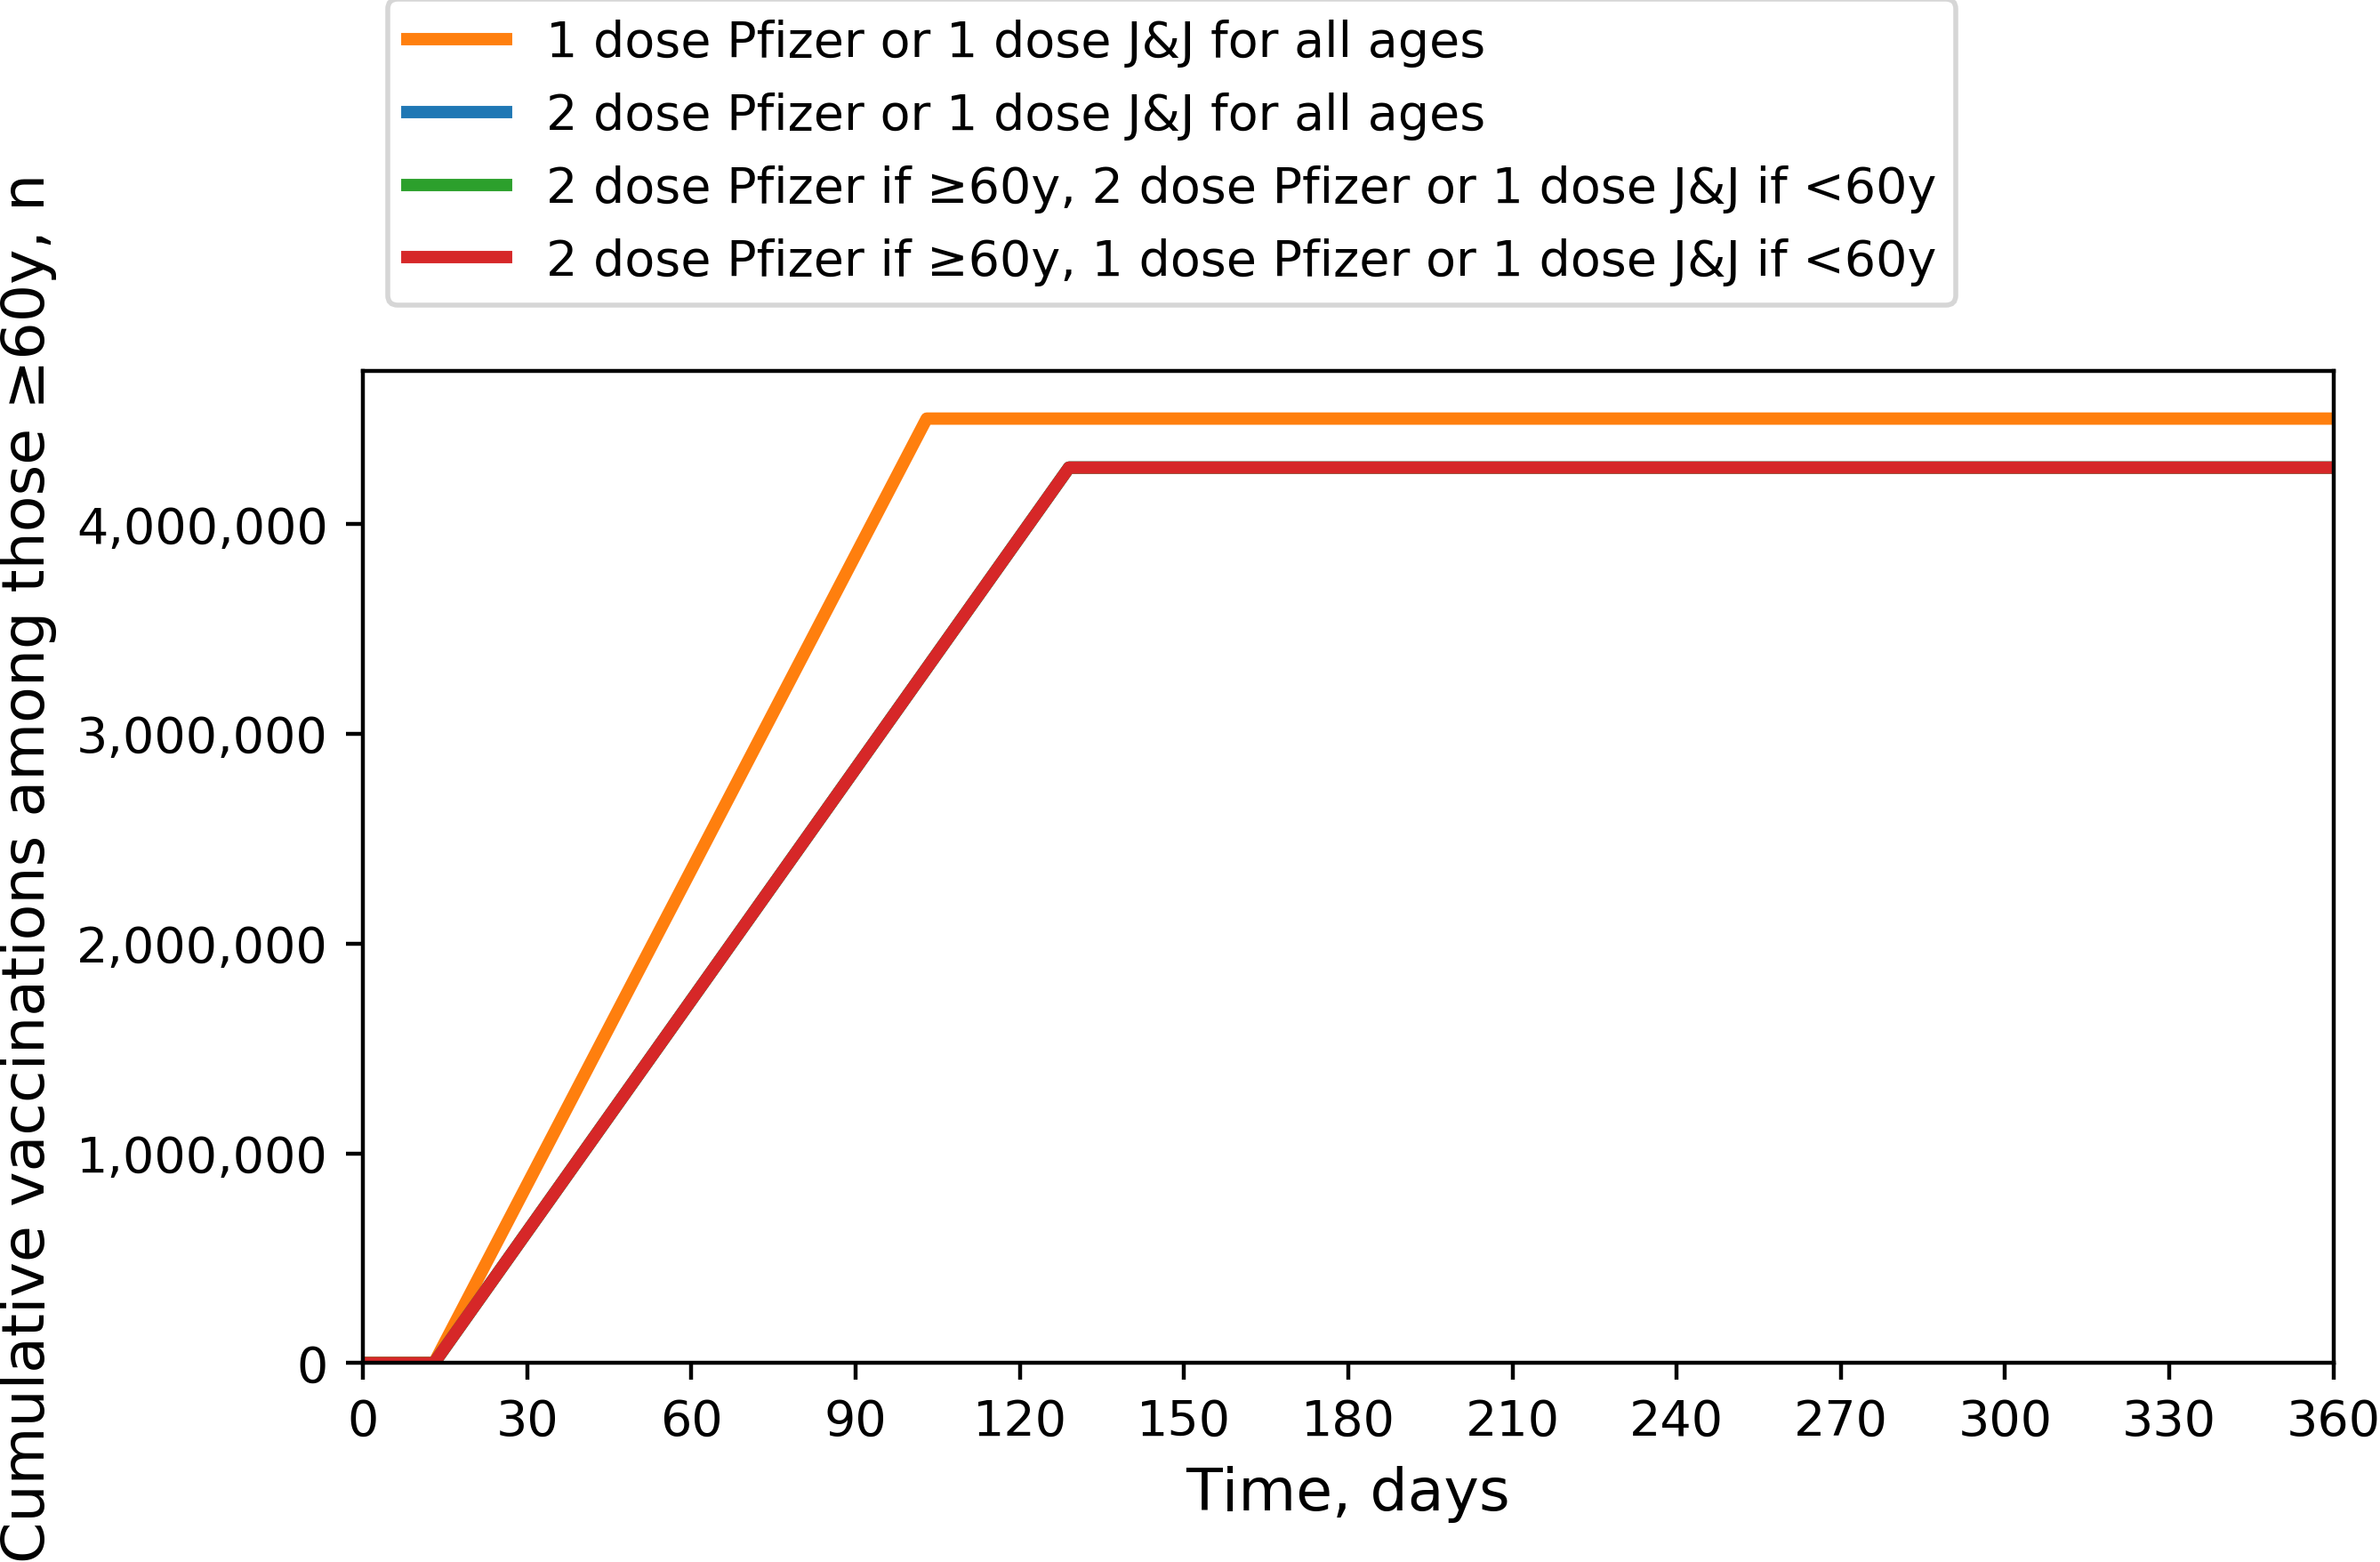 1 dose Pfizer or 1 dose J&J for all ages
2 dose Pfizer or 1 dose J&J for all ages
2 dose Pfizer if ≥60y, 2 dose Pfizer or 1 dose J&J if <60y
2 dose Pfizer if ≥60y, 1 dose Pfizer or 1 dose J&J if <60y
Cumulative vaccinations among those ≥60y, n
4,000,000
3,000,000
2,000,000
1,000,000
0
0 30 60 90 120 150 180 210 240 270 300 330 360
Time, days